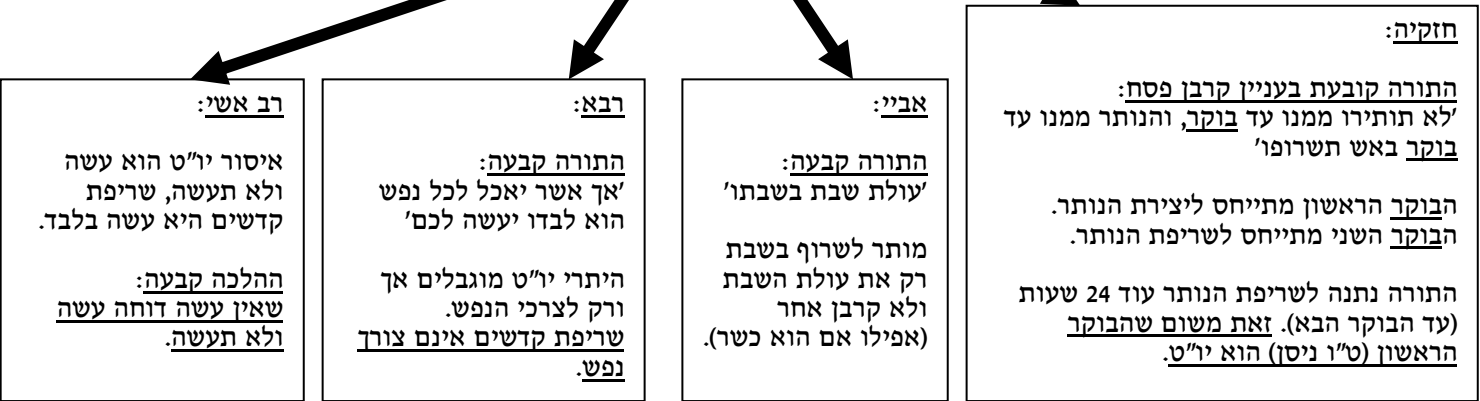 חזקיה:
התורה קובעת בעניין קרבן פסח:
'לא תותירו ממנו עד בוקר, והנותר ממנו עד
בוקר באש תשרופו'
הבוקר הראשון מתייחס ליצירת הנותר.
הבוקר השני מתייחס לשריפת הנותר.
התורה נתנה לשריפת הנותר עוד 24 שעות
(עד הבוקר הבא). זאת משום שהבוקר
הראשון (ט"ו ניסן) הוא יו"ט.
אביי:
התורה קבעה:
'עולת שבת בשבתו'
מותר לשרוף בשבת
רק את עולת השבת
ולא קרבן אחר
(אפילו אם הוא כשר).
רבא:
התורה קבעה:
'אך אשר יאכל לכל נפש
הוא לבדו יעשה לכם'
היתרי יו"ט מוגבלים אך
ורק לצרכי הנפש.
שריפת קדשים אינם צורך
נפש.
רב אשי:
איסור יו"ט הוא עשה
ולא תעשה, שריפת
קדשים היא עשה בלבד.
ההלכה קבעה:
שאין עשה דוחה עשה
ולא תעשה.